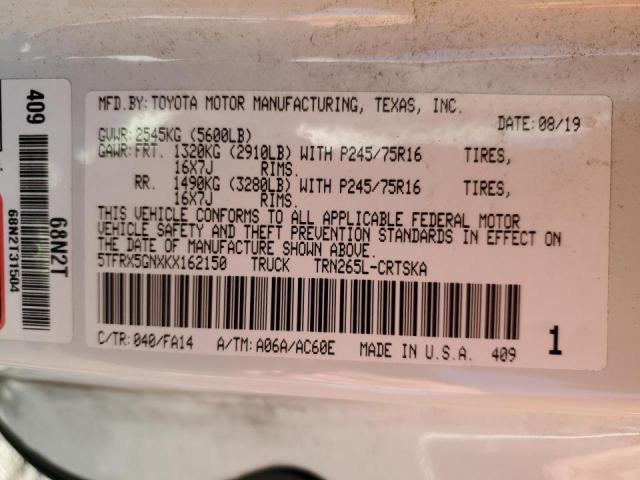 MFD.BY:TOYOTA MOTOR MANUFACTURING, TEXAS, INC.
DATE:08/19
GVWR:2545KG (5600LB)
GAWR:FRT. 1320KG (2910LB) WITH P245/75R16 TIRES,
16X7J RIMS.
RR. 1490KG (3280LB) WITH P245/75R16 TIRES,
16X7J RIMS.
THIS VEHICLE CONFORMS TO ALL APPLICABLE FEDERAL MOTOR
VEHICLE SAFETY AND THEFT PREVENTION STANDARDS IN EFFECT ON
THE DATE OF MANUFACTURE SHOWN ABOVE.
5TFRX5GNXKX162150 TRUCK TRN265L-CRTSKA
C/TR:040/FA14 A/TM:A06A/AC60E MADE IN U.S.A. 409 1
409
68N2T
68N2T31504